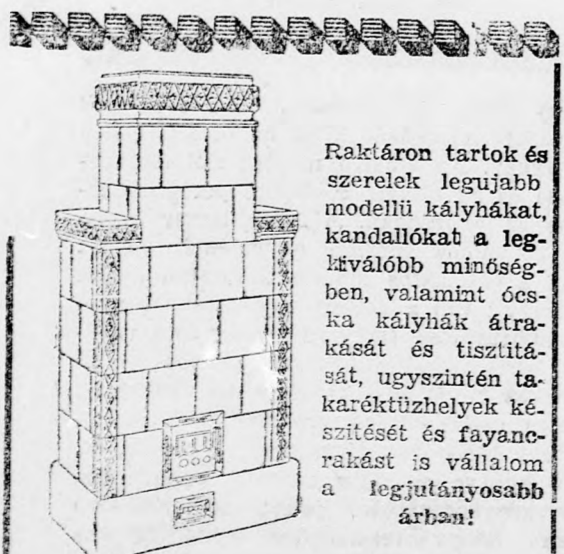 Raktáron tartok és
szerelek legujabb
modellü kályhákat,
kandallókat a leg-
kiválóbb minőség-
ben, valamint ócs-
ka kályhák átra-
kását és tisztitá-
sát, ugyszintén ta-
karéktüzhelyek ké-
szitését és fayanc-
rakást is vállalom
a legjutányosabb
árban!